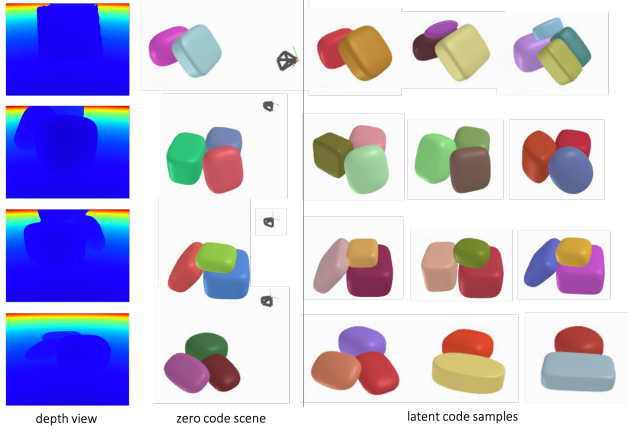 depth view
zero code scene
latent code samples